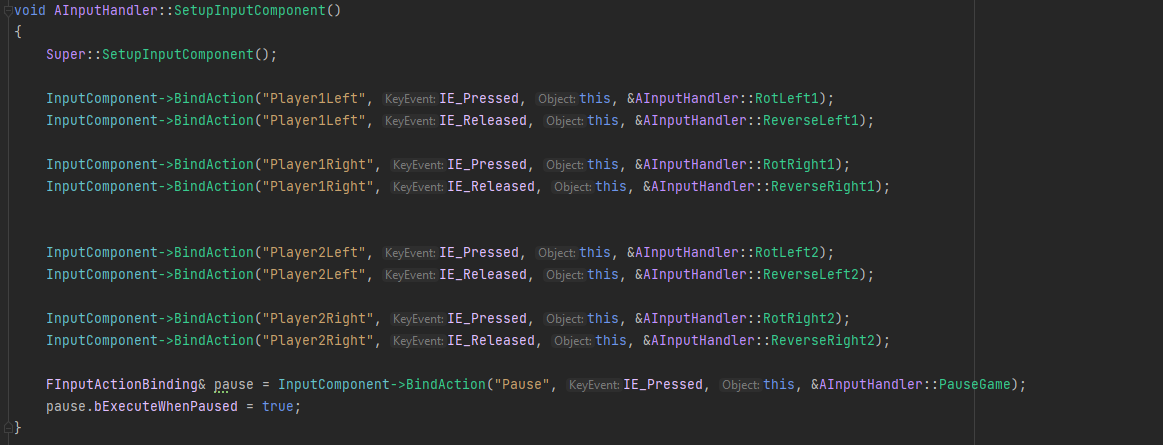 void AInputHandler::SetupInputComponent()
{
Super::SetupInputComponent();
InputComponent->BindAction("Player1Left", KeyEvent: IE_Pressed, Object: this, &AInputHandler::RotLeft1);
InputComponent->BindAction("Player1Left", KeyEvent: IE_Released, Object: this, &AInputHandler::ReverseLeft1);
InputComponent->BindAction("Player1Right", KeyEvent: IE_Pressed, Object: this, &AInputHandler::RotRight1);
InputComponent->BindAction("Player1Right", KeyEvent: IE_Released, Object: this, &AInputHandler::ReverseRight1);
InputComponent->BindAction("Player2Left", KeyEvent: IE_Pressed, Object: this, &AInputHandler::RotLeft2);
InputComponent->BindAction("Player2Left", KeyEvent: IE_Released, Object: this, &AInputHandler::ReverseLeft2);
InputComponent->BindAction("Player2Right", KeyEvent: IE_Pressed, Object: this, &AInputHandler::RotRight2);
InputComponent->BindAction("Player2Right", KeyEvent: IE_Released, Object: this, &AInputHandler::ReverseRight2);
FInputActionBinding& pause = InputComponent->BindAction("Pause", KeyEvent: IE_Pressed, Object: this, &AInputHandler::PauseGame);
pause.bExecuteWhenPaused = true;
}